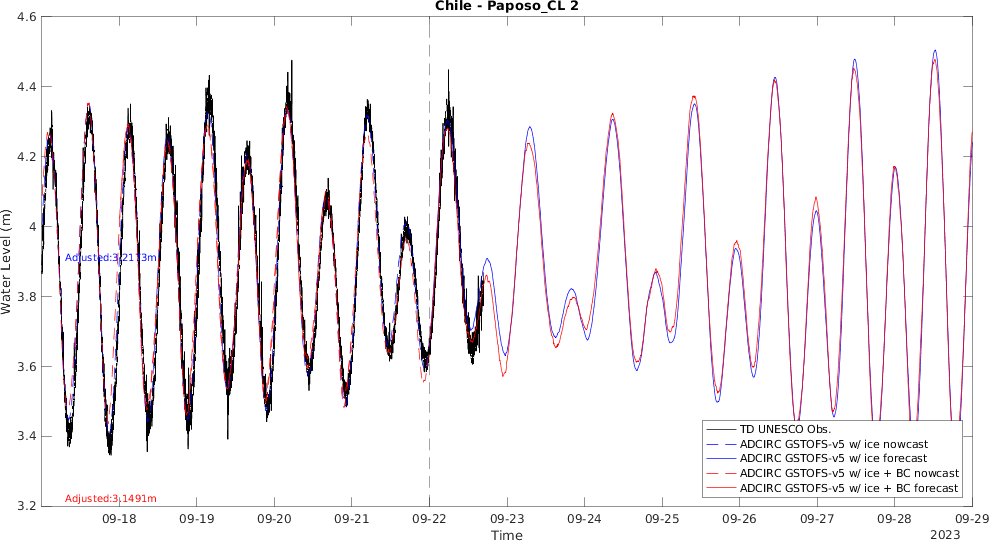 Chile - Paposo_CL 2
4.6
4.4
4.2
4
3.8
3.6
3.4
3.2
Water Level (m)
Adjusted:3.2173m
Adjusted:3.1491m
TD UNESCO Obs.
ADCIRC GSTOFS-v5 w/ ice nowcast
ADCIRC GSTOFS-v5 w/ ice forecast
ADCIRC GSTOFS-v5 w/ ice + BC nowcast
ADCIRC GSTOFS-v5 w/ ice + BC forecast
09-18 09-19 09-20 09-21 09-22 09-23 09-24 09-25 09-26 09-27 09-28 09-29
Time
2023